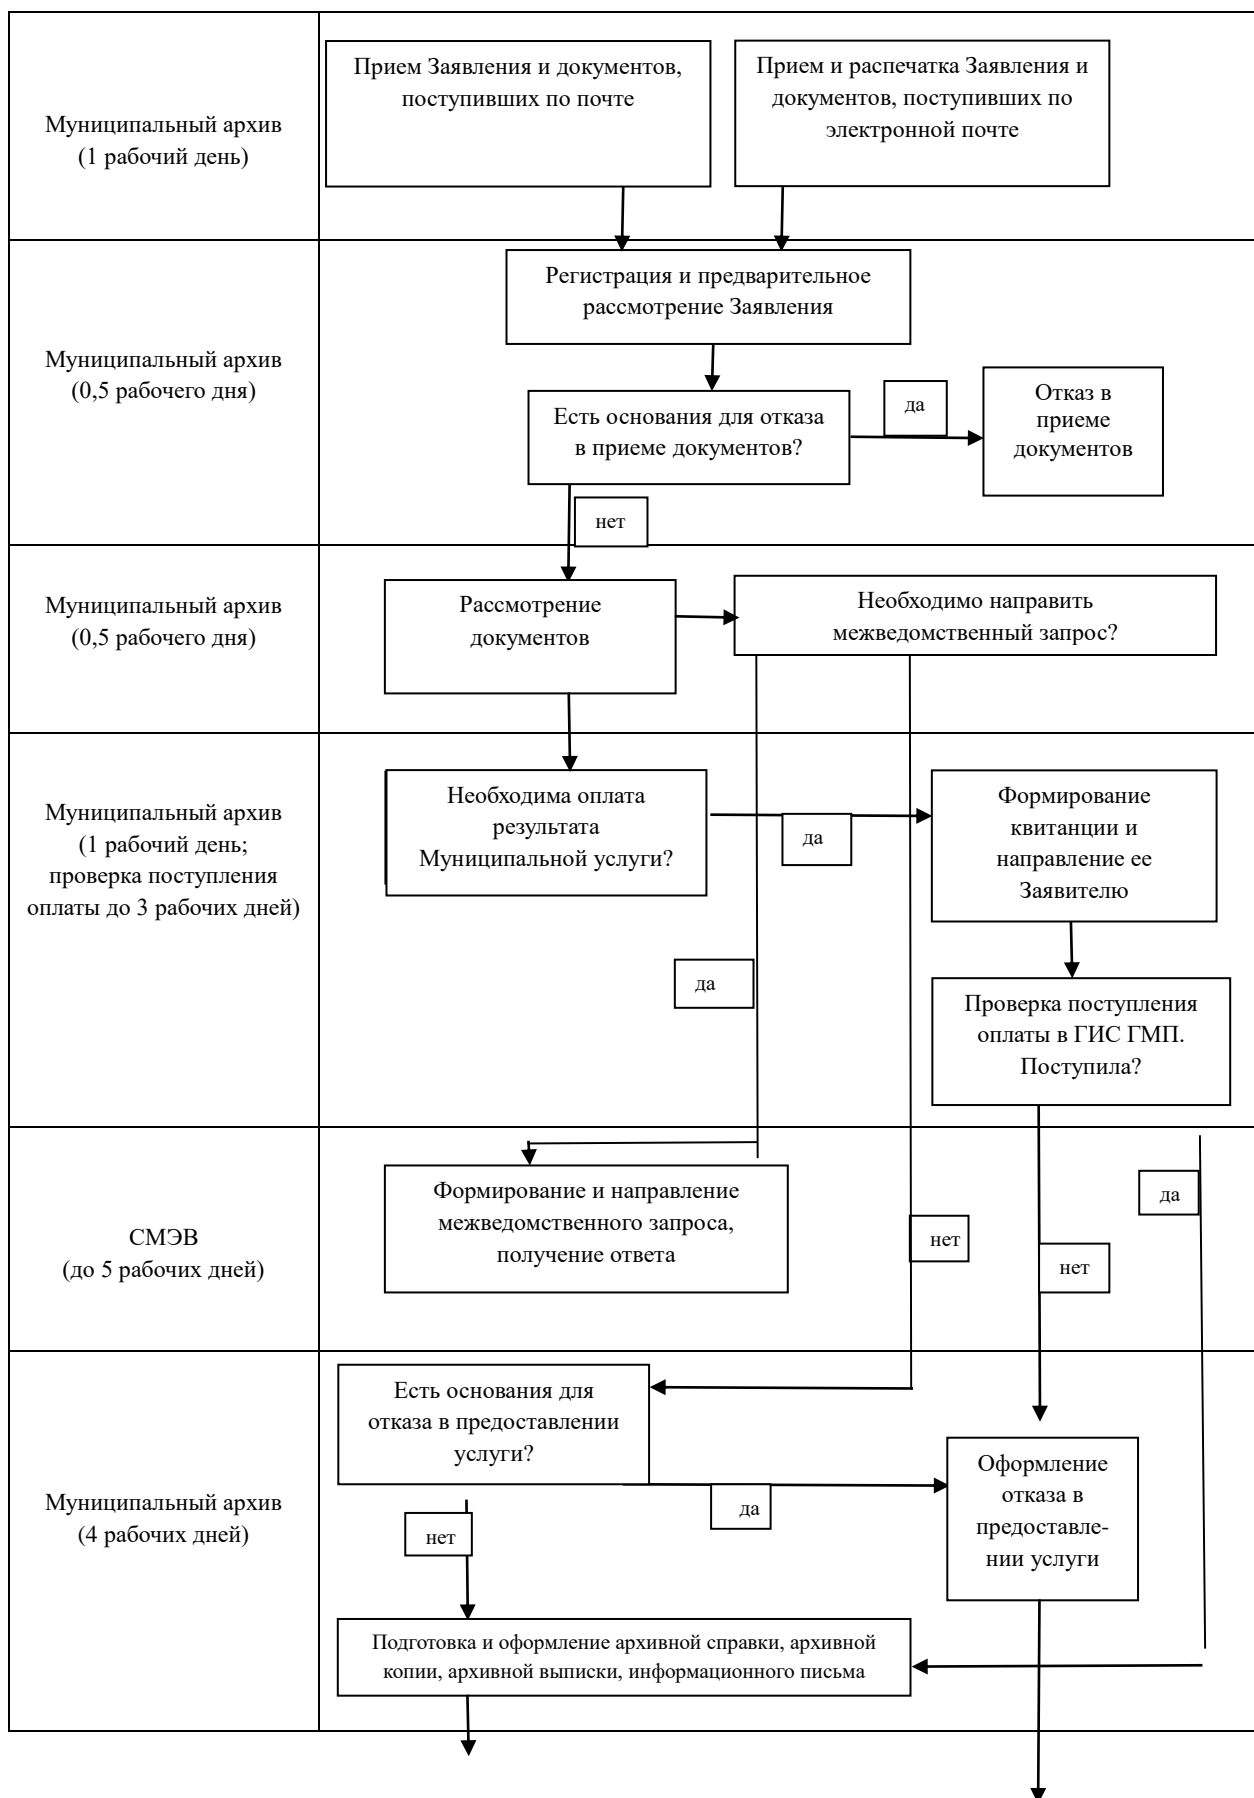 Муниципальный архив
(1 рабочий день)
Прием Заявления и документов,
поступивших по почте
Прием и распечатка Заявления и
документов, поступивших по
электронной почте
Муниципальный архив
(0,5 рабочего дня)
Регистрация и предварительное
рассмотрение Заявления
Есть основания для отказа
в приеме документов?
да
Отказ в
приеме
документов
нет
Муниципальный архив
(0,5 рабочего дня)
Рассмотрение
документов
Необходимо направить
межведомственный запрос?
Муниципальный архив
(1 рабочий день;
проверка поступления
оплаты до 3 рабочих дней)
Необходима оплата
результата
Муниципальной услуги?
да
Формирование
квитанции и
направление ее
Заявителю
да
Проверка поступления
оплаты в ГИС ГМП.
Поступила?
СМЭВ
(до 5 рабочих дней)
Формирование и направление
межведомственного запроса,
получение ответа
нет
нет
да
Муниципальный архив
(4 рабочих дней)
Есть основания для
отказа в предоставлении
услуги?
да
нет
Оформление
отказа в
предоставле-
нии услуги
Подготовка и оформление архивной справки, архивной
копии, архивной выписки, информационного письма